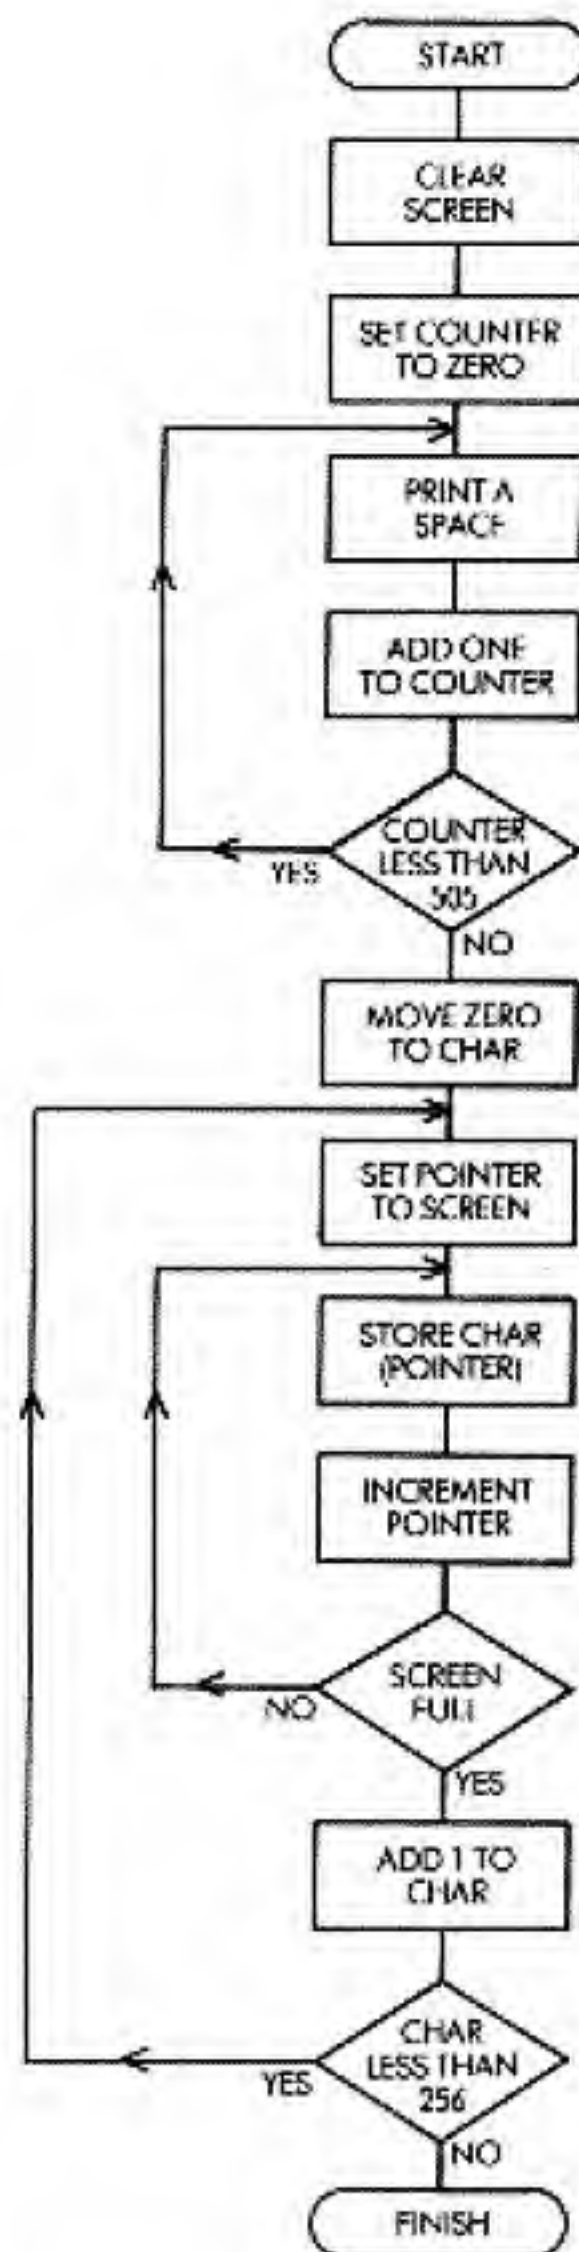 START
CLEAR
SCREEN
SET COUNTER
TO ZERO
PRINT A
SPACE
ADD ONE
TO COUNTER
COUNTER
LESS THAN
505
YES
NO
MOVE ZERO
TO CHAR
SET POINTER
TO SCREEN
STORE CHAR
(POINTER)
INCREMENT
POINTER
SCREEN
FULL
NO
YES
ADD 1 TO
CHAR
CHAR
LESS THAN
256
YES
NO
FINISH